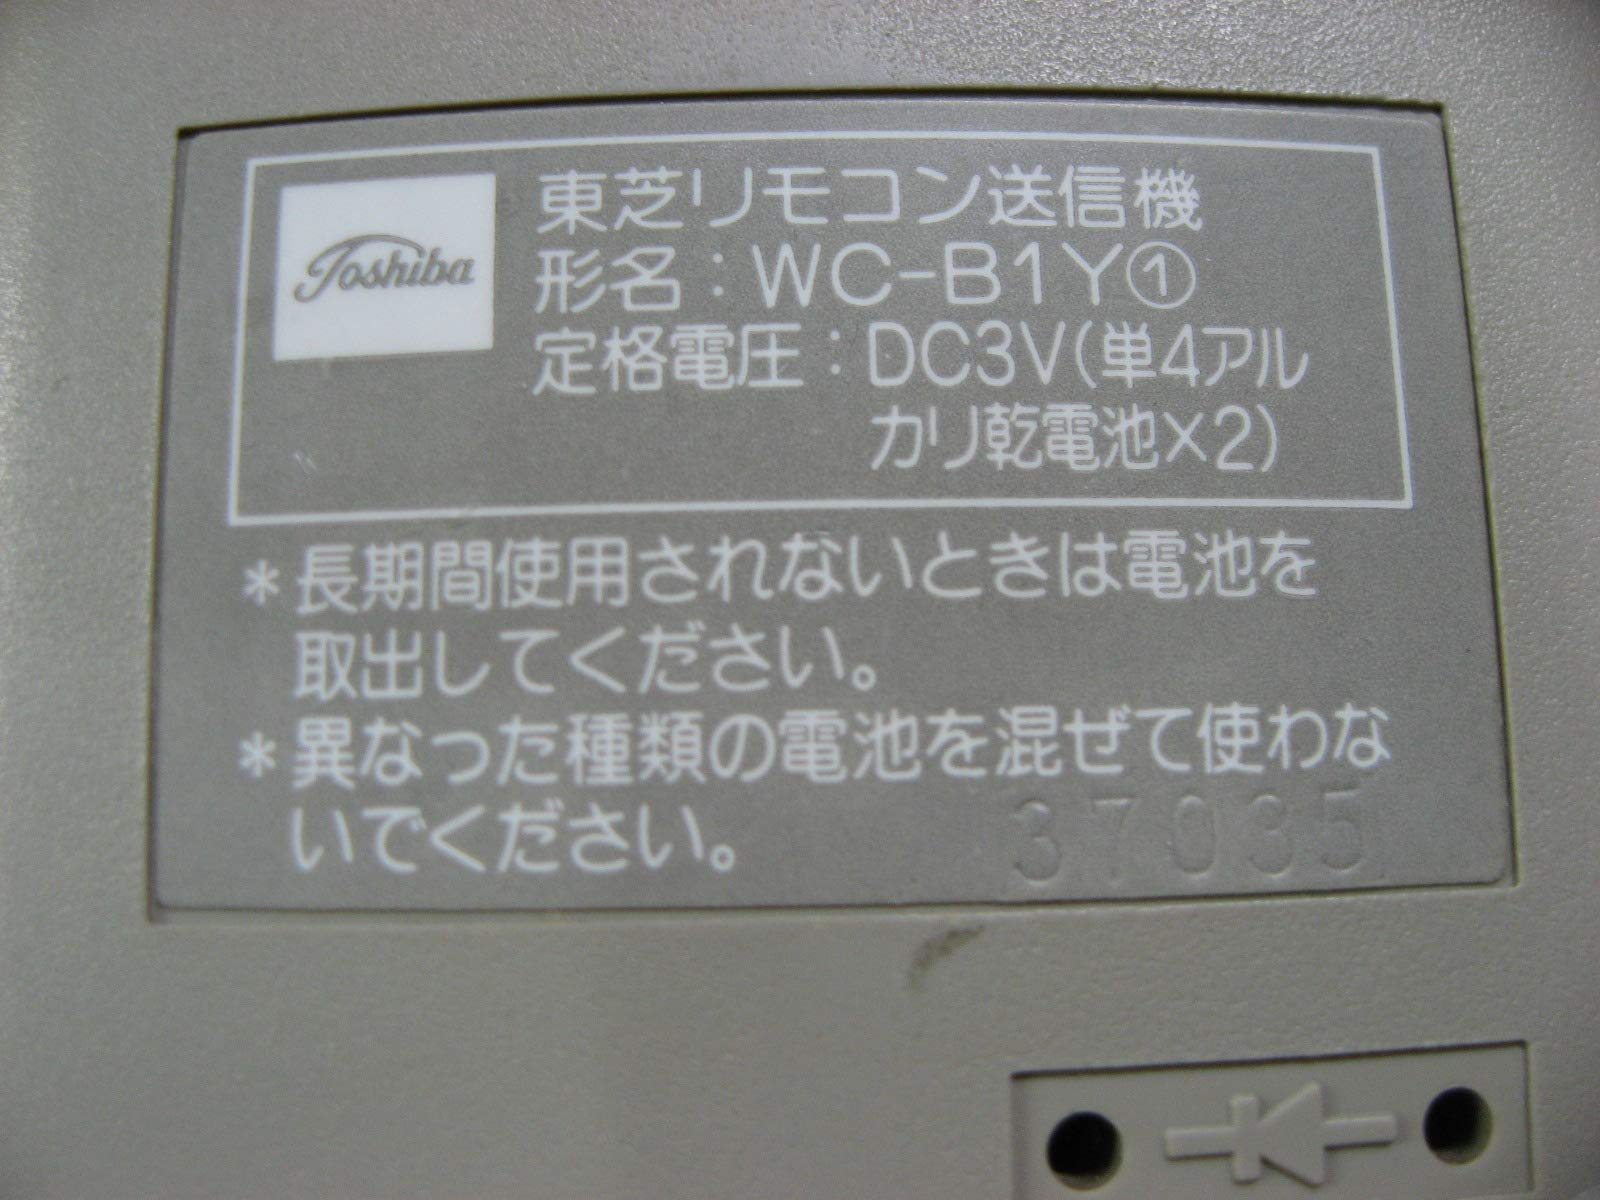 Toshiba
東芝リモコン送信機
形名：WC-B1Y①
定格電圧：DC3V(単4アル
カリ乾電池×2)
*長期間使用されないときは電池を
取出してください。
*異なった種類の電池を混ぜて使わな
いでください。
37035